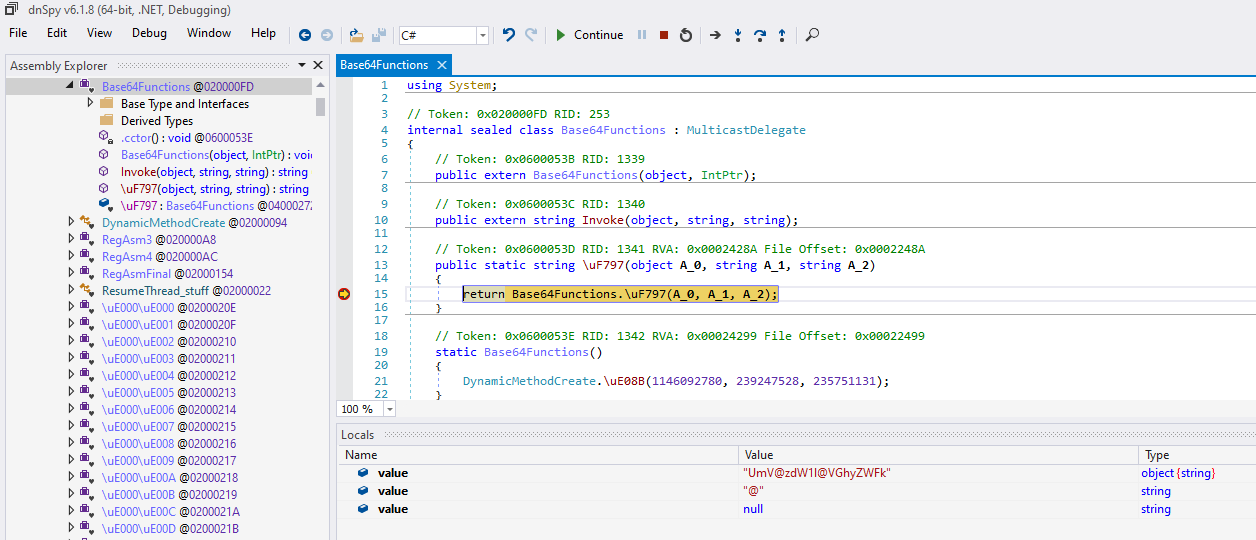 dnSpy v6.1.8 (64-bit, .NET, Debugging)
File Edit View Debug Window Help C# Continue
Assembly Explorer
Base64Functions @020000FD
Base Type and Interfaces
Derived Types
.cctor() : void @0600053E
Base64Functions(object, IntPtr) : voi
Invoke(object, string, string) : string
\uF797(object, string, string) : string
\uF797 : Base64Functions @0400027
DynamicMethodCreate @02000094
RegAsm3 @020000A8
RegAsm4 @020000AC
RegAsmFinal @02000154
ResumeThread_stuff @02000022
\uE000\uE000 @0200020E
\uE000\uE001 @0200020F
\uE000\uE002 @02000210
\uE000\uE003 @02000211
\uE000\uE004 @02000212
\uE000\uE005 @02000213
\uE000\uE006 @02000214
\uE000\uE007 @02000215
\uE000\uE008 @02000216
\uE000\uE009 @02000217
\uE000\uE00A @02000218
\uE000\uE00B @02000219
\uE000\uE00C @0200021A
\uE000\uE00D @0200021B
Base64Functions
1 using System;
2
3 // Token: 0x020000FD RID: 253
4 internal sealed class Base64Functions : MulticastDelegate
5 {
6 // Token: 0x0600053B RID: 1339
7 public extern Base64Functions(object, IntPtr);
8
9 // Token: 0x0600053C RID: 1340
10 public extern string Invoke(object, string, string);
11
12 // Token: 0x0600053D RID: 1341 RVA: 0x0002428A File Offset: 0x0002248A
13 public static string \uF797(object A_0, string A_1, string A_2)
14 {
15 return Base64Functions.\uF797(A_0, A_1, A_2);
16 }
17
18 // Token: 0x0600053E RID: 1342 RVA: 0x00024299 File Offset: 0x00022499
19 static Base64Functions()
20 {
21 DynamicMethodCreate.\uE08B(1146092780, 239247528, 235751131);
22 }
100 %
Locals
Name Value Type
value "UmV@zdW1l@VGhyZWFk" object {string}
value "@" string
value null string